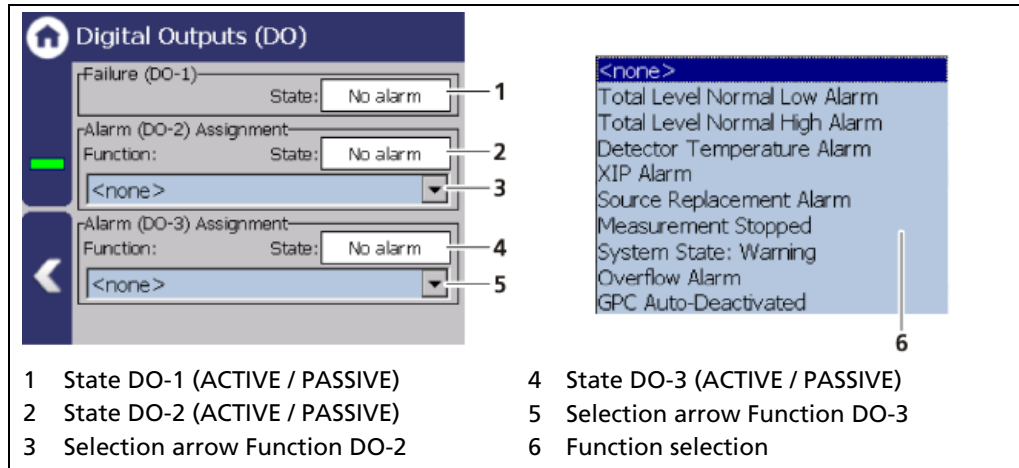 Digital Outputs (DO)
Failure (DO-1)
State: No alarm
1
Alarm (DO-2) Assignment
Function: State: No alarm
2
<none>
3
Alarm (DO-3) Assignment
Function: State: No alarm
4
<none>
5
<none>
Total Level Normal Low Alarm
Total Level Normal High Alarm
Detector Temperature Alarm
XIP Alarm
Source Replacement Alarm
Measurement Stopped
System State: Warning
Overflow Alarm
GPC Auto-Deactivated
6
1 State DO-1 (ACTIVE / PASSIVE)
2 State DO-2 (ACTIVE / PASSIVE)
3 Selection arrow Function DO-2
4 State DO-3 (ACTIVE / PASSIVE)
5 Selection arrow Function DO-3
6 Function selection